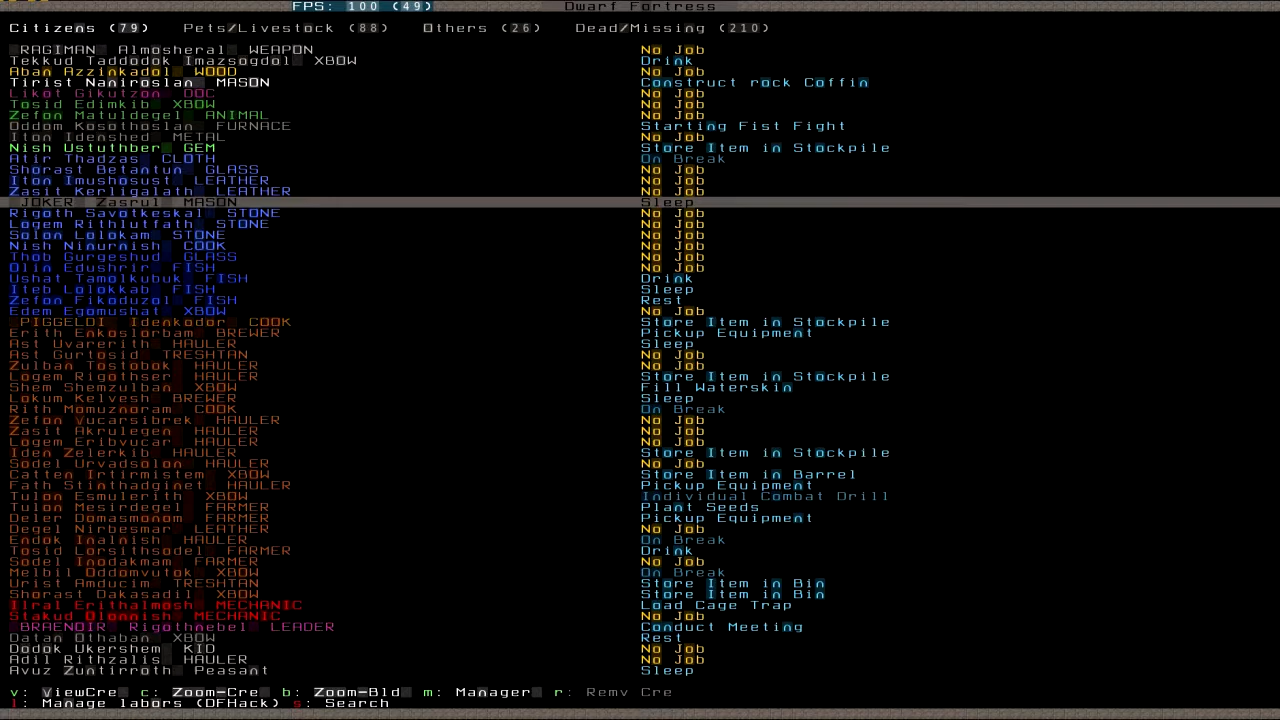 FPS: 100 (49) Dwarf Fortress
Citizens (79) Pets/Livestock (88) Others (26) Dead/Missing (210)
RAGIMAN Almosheral WEAPON No Job
Tekkud Taddodok Imazsogdol XBOW Drink
Aban Azzinkadol WOOD No Job
Tirist Naniroslan MASON Construct rock Coffin
Likot Gikutzon DOC No Job
Tosid Edimkib XBOW No Job
Zefon Matuldegel ANIMAL No Job
Oddom Kosothoslan FURNACE Starting Fist Fight
Iton Idenshed METAL No Job
Nish Ustuthber GEM Store Item in Stockpile
Atir Thadzas CLOTH On Break
Shorast Betantun GLASS No Job
Iton Imushosust LEATHER No Job
Zasit Kerligalath LEATHER No Job
JOKER Zasrul MASON Sleep
Rigoth Savotkeskal STONE No Job
Logem Rithlutfath STONE No Job
Solon Lolokam STONE No Job
Nish Ninurnish COOK No Job
Thob Gurgeshud GLASS No Job
Olin Edushrir FISH No Job
Ushat Tamolkubuk FISH Drink
Iteb Lolokkab FISH Sleep
Zefon Fikoduzol FISH Rest
Edem Egomushat XBOW No Job
PIGGELDI Idenkodor COOK Store Item in Stockpile
Erith Enkoslorbam BREWER Pickup Equipment
Ast Uvarerith HAULER Sleep
Ast Gurtosid TRESHTAN No Job
Zulban Tostobok HAULER No Job
Logem Rigothser HAULER Store Item in Stockpile
Shem Shemzulban XBOW Fill Waterskin
Lokum Kelvesh BREWER Sleep
Rith Momuznoram COOK On Break
Zefon Vucarsibrek HAULER No Job
Zasit Akrulegen HAULER No Job
Logem Eribvucar HAULER No Job
Iden Zelerkib HAULER Store Item in Stockpile
Sodel Urvadsolon HAULER No Job
Catten Irtirmistem XBOW Store Item in Barrel
Fath Stinthadginet HAULER Pickup Equipment
Tulon Esmulerith XBOW Individual Combat Drill
Tulon Mesirdegel FARMER Plant Seeds
Deler Domasmonom FARMER Pickup Equipment
Degel Nirbesmar LEATHER No Job
Endok Inalnish HAULER On Break
Tosid Lorsithsodel FARMER Drink
Sodel Inodakmam FARMER No Job
Melbil Oddomvutok XBOW On Break
Urist Amducim TRESHTAN Store Item in Bin
Shorast Dakasadil XBOW Store Item in Bin
Ilral Erithalmosh MECHANIC Load Cage Trap
Stakud Olonnish MECHANIC No Job
BRAENOIR Rigothnebel LEADER Conduct Meeting
Datan Othaban XBOW Rest
Dodok Ukershem KID No Job
Adil Rithzalis HAULER No Job
Avuz Zuntirroth Peasant Sleep
v: ViewCre c: Zoom-Cre b: Zoom-Bld m: Manager r: Remv Cre
l: Manage labors (DFHack) s: Search